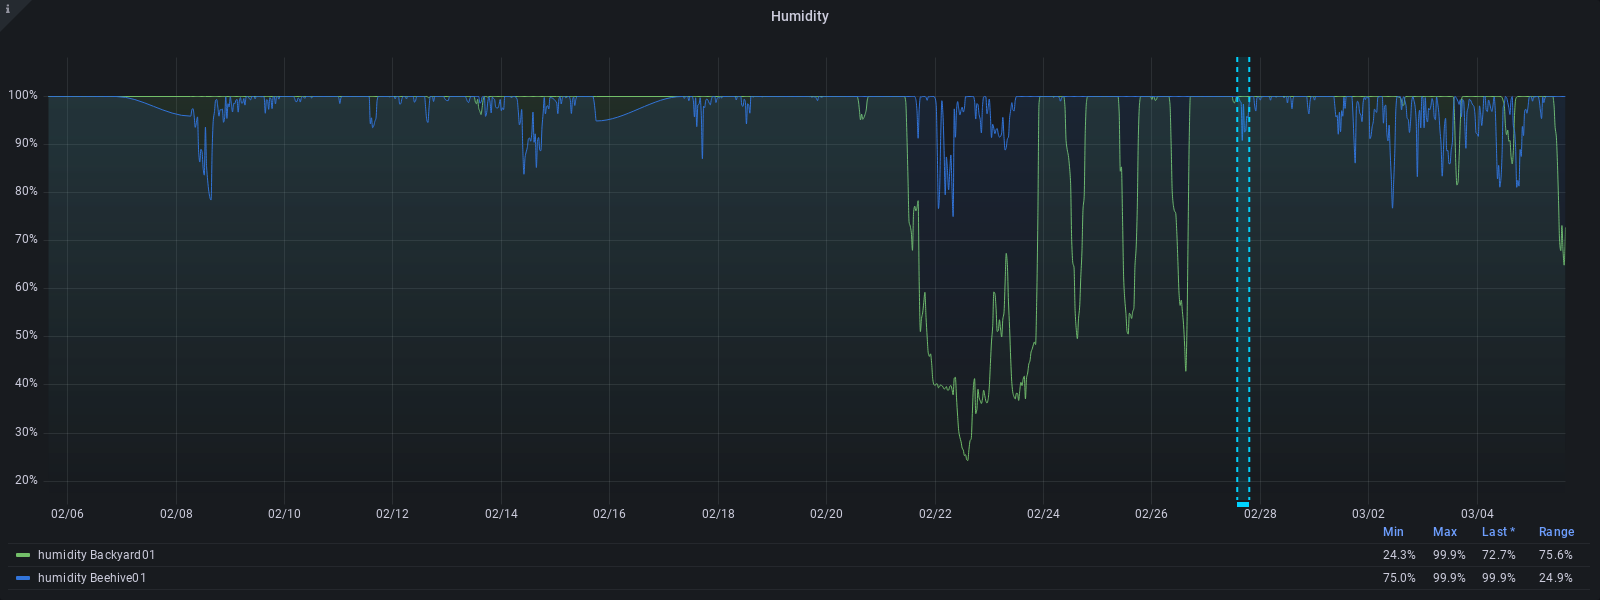 i
Humidity
100%
90%
80%
70%
60%
50%
40%
30%
20%
02/06 02/08 02/10 02/12 02/14 02/16 02/18 02/20 02/22 02/24 02/26 02/28 03/02 03/04
Min Max Last * Range
humidity Backyard01 24.3% 99.9% 72.7% 75.6%
humidity Beehive01 75.0% 99.9% 99.9% 24.9%